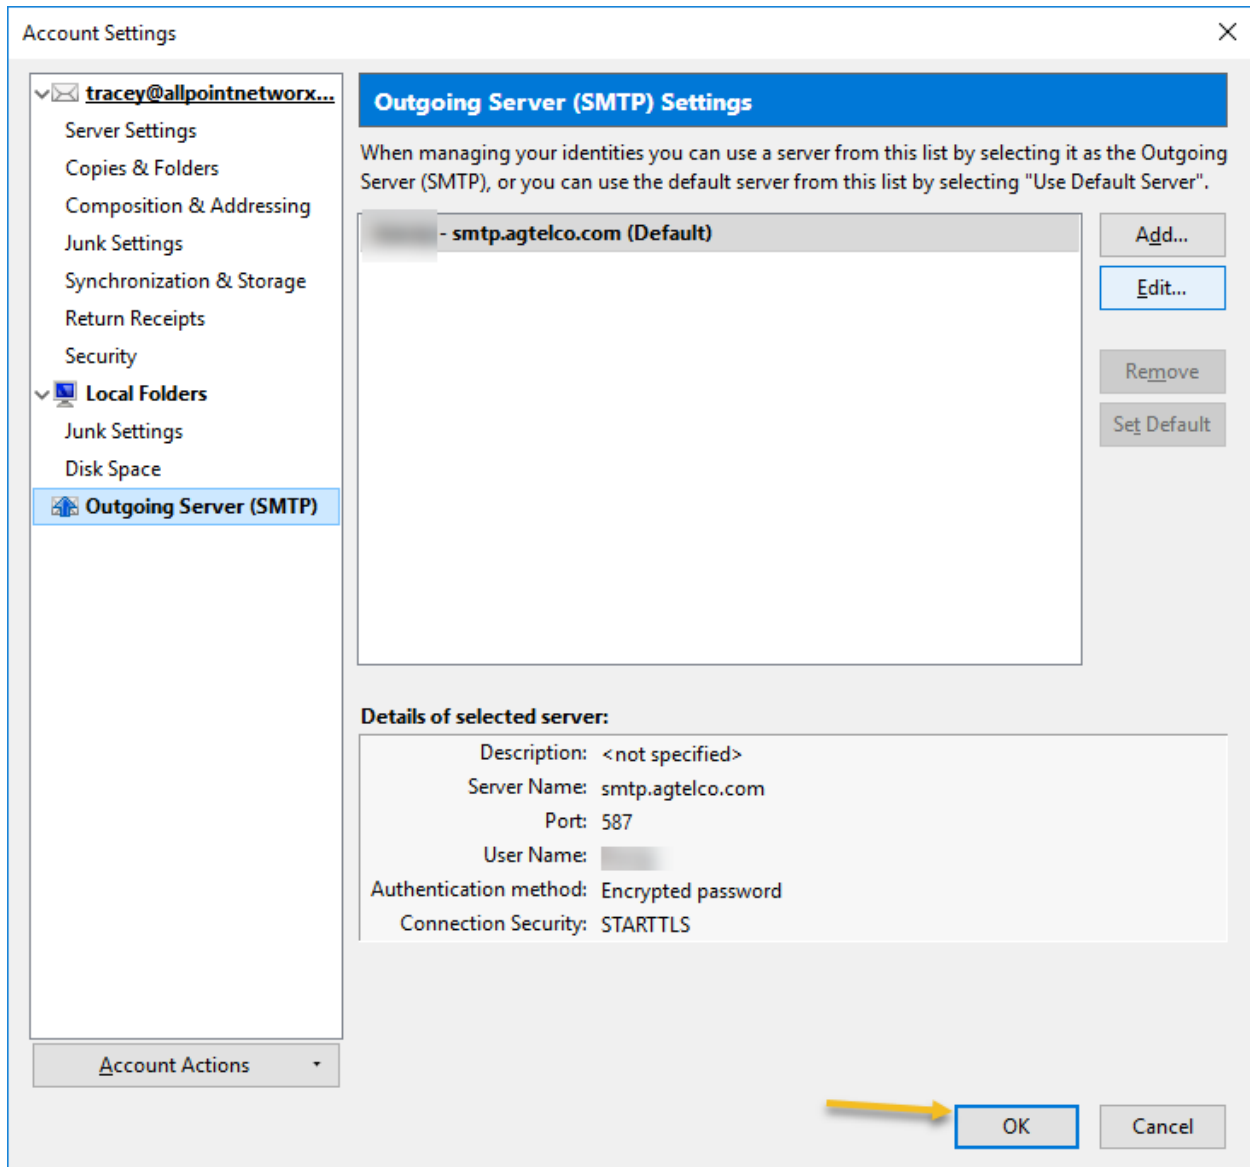 Account Settings
tracey@allpointnetworx...
Server Settings
Copies & Folders
Composition & Addressing
Junk Settings
Synchronization & Storage
Return Receipts
Security
Local Folders
Junk Settings
Disk Space
Outgoing Server (SMTP)
Account Actions
Outgoing Server (SMTP) Settings
When managing your identities you can use a server from this list by selecting it as the Outgoing
Server (SMTP), or you can use the default server from this list by selecting "Use Default Server".
- smtp.agtelco.com (Default)
Add...
Edit...
Remove
Set Default
Details of selected server:
Description: <not specified>
Server Name: smtp.agtelco.com
Port: 587
User Name:
Authentication method: Encrypted password
Connection Security: STARTTLS
OK
Cancel